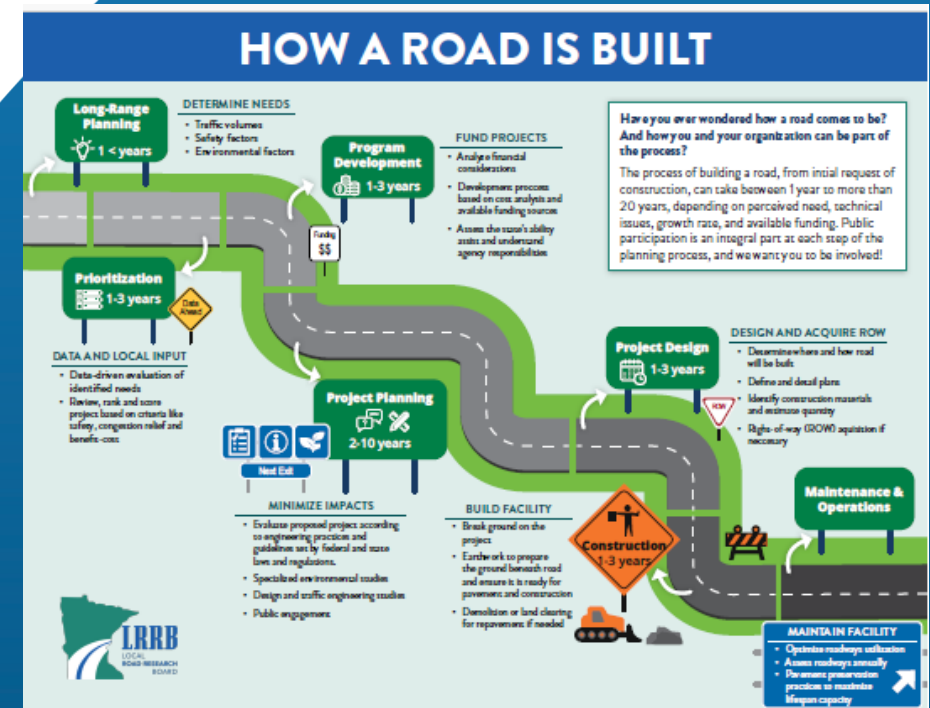 HOW A ROAD IS BUILT
Long-Range
Planning
1 < years
DETERMINE NEEDS
• Traffic volumes
• Safety factors
• Environmental factors
Prioritization
1-3 years
Data
Ahead
DATA AND LOCAL INPUT
• Data-driven evaluation of
identified needs
• Review, rank and score
project based on criteria like
safety, congestion relief and
benefit-cost
Program
Development
1-3 years
Funding
$$
FUND PROJECTS
• Analyze financial
considerations
• Development proccess
based on cost analysis and
available funding sources
• Assess the state's ability
assist and understand
agency responsibilities
Have you ever wondered how a road comes to be?
And how you and your organization can be part of
the process?
The process of building a road, from intial request of
construction, can take between 1 year to more than
20 years, depending on perceived need, technical
issues, growth rate, and available funding. Public
participation is an integral part at each step of the
planning process, and we want you to be involved!
Project Planning
2-10 years
Next Exit
MINIMIZE IMPACTS
• Evaluate proposed project according
to engineering practices and
guidelines set by federal and state
laws and regulations.
• Specialized environmental studies
• Design and traffic engineering studies
• Public engagement
Project Design
1-3 years
ROW
DESIGN AND ACQUIRE ROW
• Determine where and how road
will be built
• Define and detail plans
• Identify construction materials
and estimate quantity
• Right-of-way (ROW) aquisition if
neccesary
BUILD FACILITY
• Break ground on the
project
• Earthwork to prepare
the ground beneath road
and ensure it is ready for
pavement and construction
• Demolition or land clearing
for repavement if needed
Construction
1-3 years
Maintenance &
Operations
MAINTAIN FACILITY
• Optimize roadways utilization
• Assess roadways annually
• Pavement preservation
practices to maximize
lifespan capacity
LRRB
LOCAL
ROAD RESEARCH
BOARD